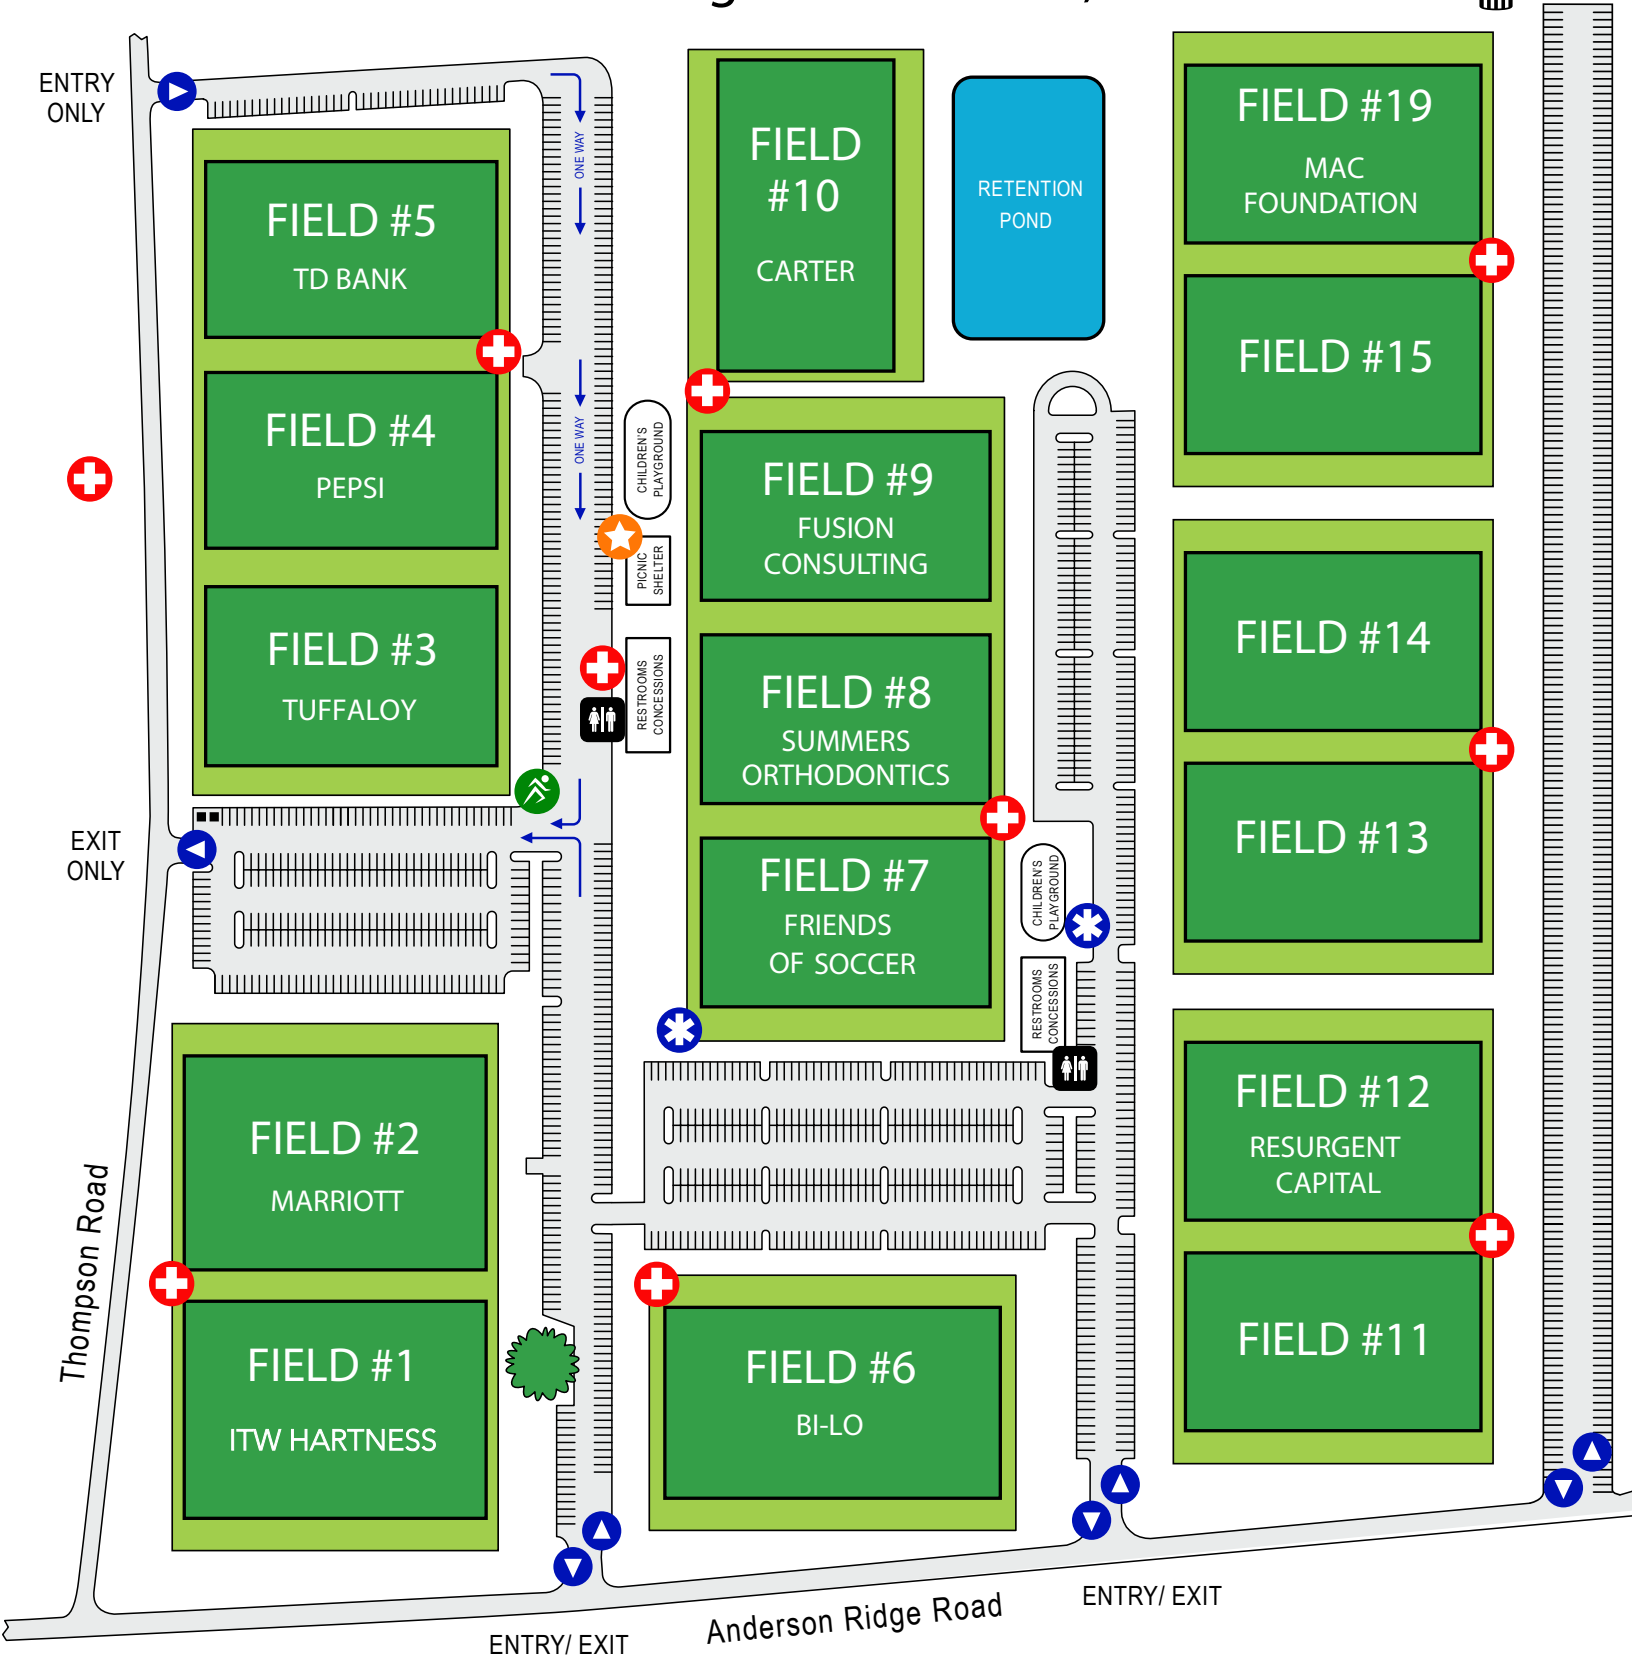 ENTRY
ONLY
FIELD #5
TD BANK
FIELD #4
PEPSI
FIELD #3
TUFFALOY
EXIT
ONLY
FIELD #2
MARRIOTT
FIELD #1
ITW HARTNESS
Thompson Road
ONE WAY
ONE WAY
CHILDREN'S
PLAYGROUND
PICNIC
SHELTER
RESTROOMS
CONCESSIONS
FIELD
#10
CARTER
RETENTION
POND
FIELD #9
FUSION
CONSULTING
FIELD #8
SUMMERS
ORTHODONTICS
FIELD #7
FRIENDS
OF SOCCER
CHILDREN'S
PLAYGROUND
RESTROOMS
CONCESSIONS
FIELD #6
BI-LO
FIELD #19
MAC
FOUNDATION
FIELD #15
FIELD #14
FIELD #13
FIELD #12
RESURGENT
CAPITAL
FIELD #11
ENTRY/ EXIT
Anderson Ridge Road
ENTRY/ EXIT